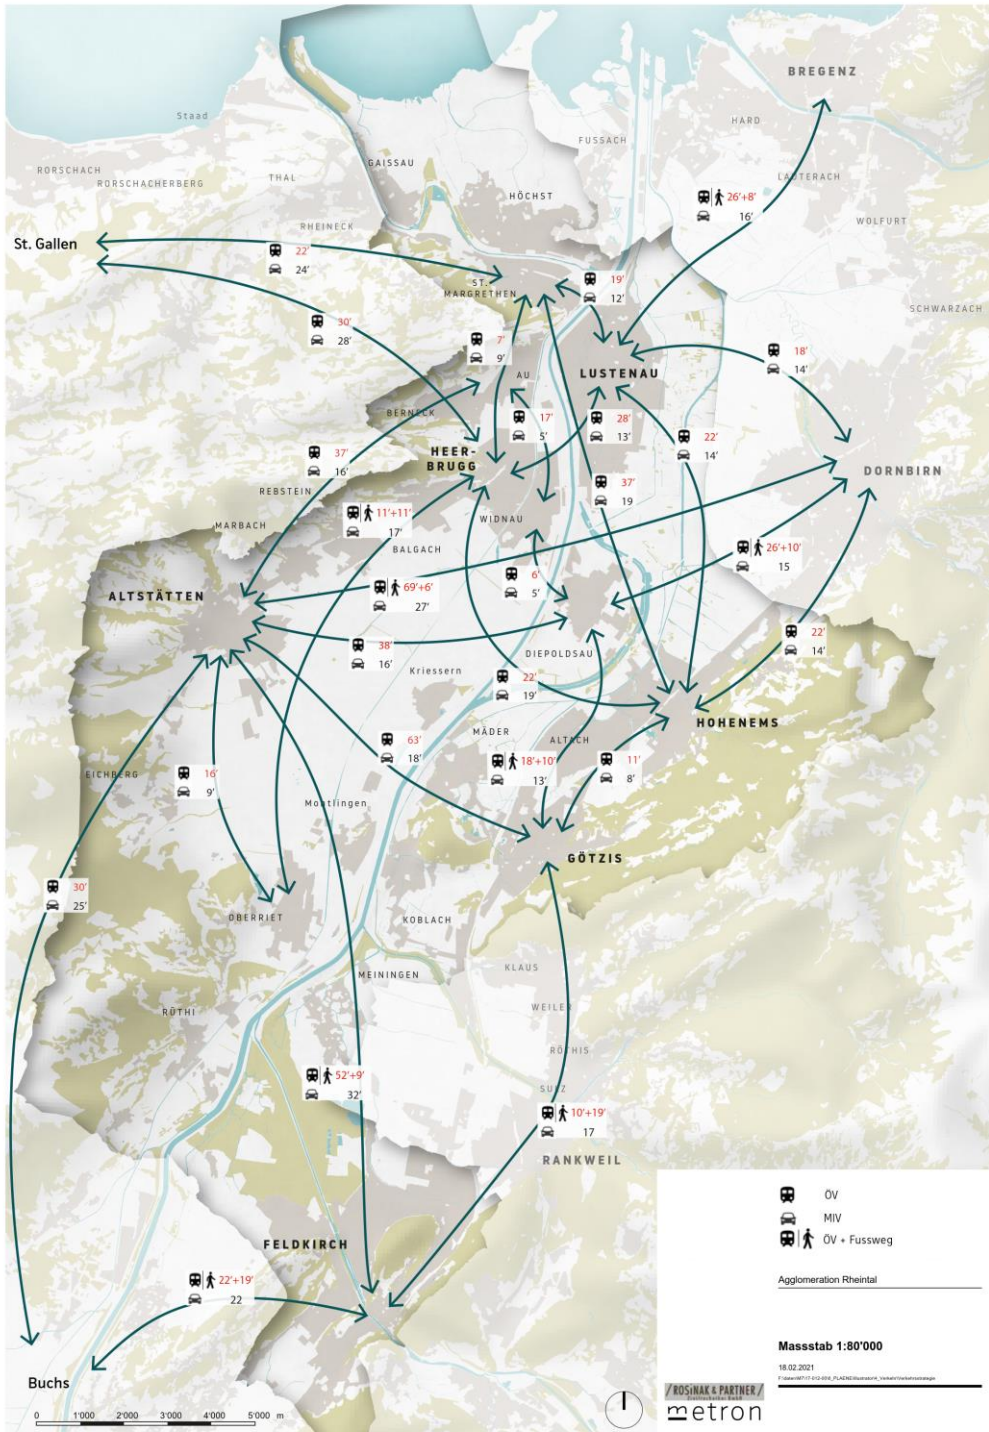 BREGENZ
Staad
HARD
FUSSACH
GAISSAU
RORSCHACH
THAL
LAUTERACH
RORSCHACHERBERG
HÖCHST
26'+8'
16'
WOLFURT
RHEINECK
St. Gallen
22'
24'
ST.
MARGRETHEN
19'
12'
SCHWARZACH
30'
28'
7'
9'
18'
14'
AU
LUSTENAU
BERNECK
17'
5'
28'
13'
22'
14'
HEER-
BRUGG
37'
16'
DORNBIRN
37'
19
REBSTEIN
11'+11'
17'
WIDNAU
MARBACH
BALGACH
26'+10'
15
6'
5'
69'+6'
27'
ALTSTÄTTEN
22'
14'
38'
16'
DIEPOLDSAU
Kriessern
22'
19'
HOHENEMS
MÄDER
ALTACH
63'
18'
18'+10'
13'
11'
8'
EICHBERG
16'
9'
Montlingen
GÖTZIS
30'
25'
OBERRIET
KOBLACH
KLAUS
MEININGEN
WEILER
RÜTHI
RÖTHIS
52'+9'
32'
SULZ
10'+19'
17
RANKWEIL
FELDKIRCH
22'+19'
22
Buchs
0 1'000 2'000 3'000 4'000 5'000 m
ÖV
MIV
ÖV + Fussweg
Agglomeration Rheintal
Massstab 1:80'000
18.02.2021
/ROSiNAK & PARTNER/
metron